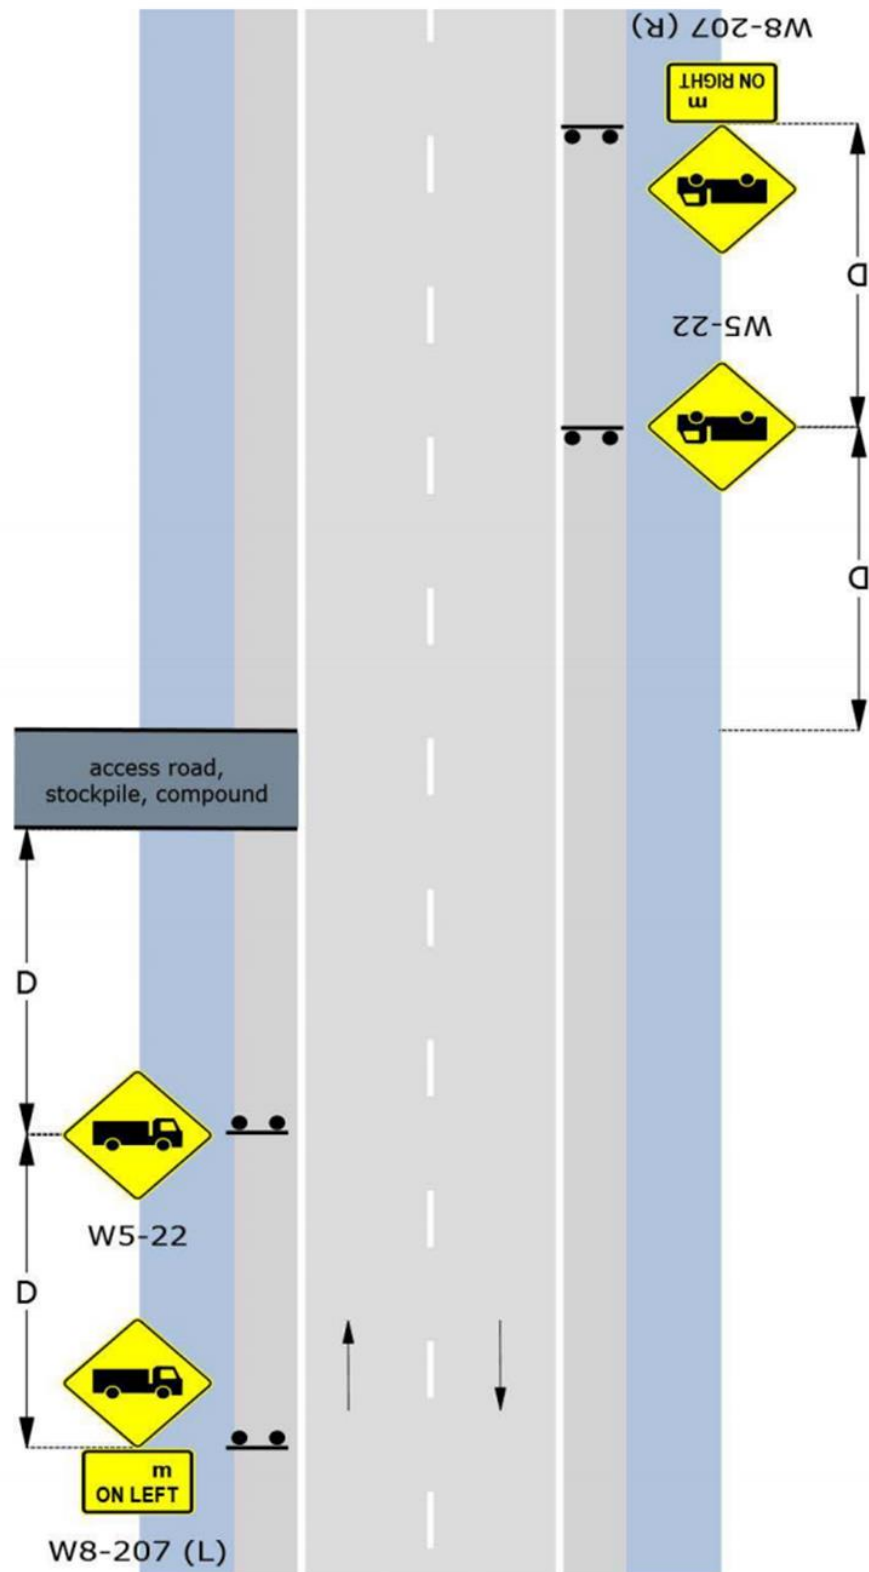 W8-207 (R)
ON RIGHT
m
D
W5-22
D
access road,
stockpile, compound
D
W5-22
D
m
ON LEFT
W8-207 (L)